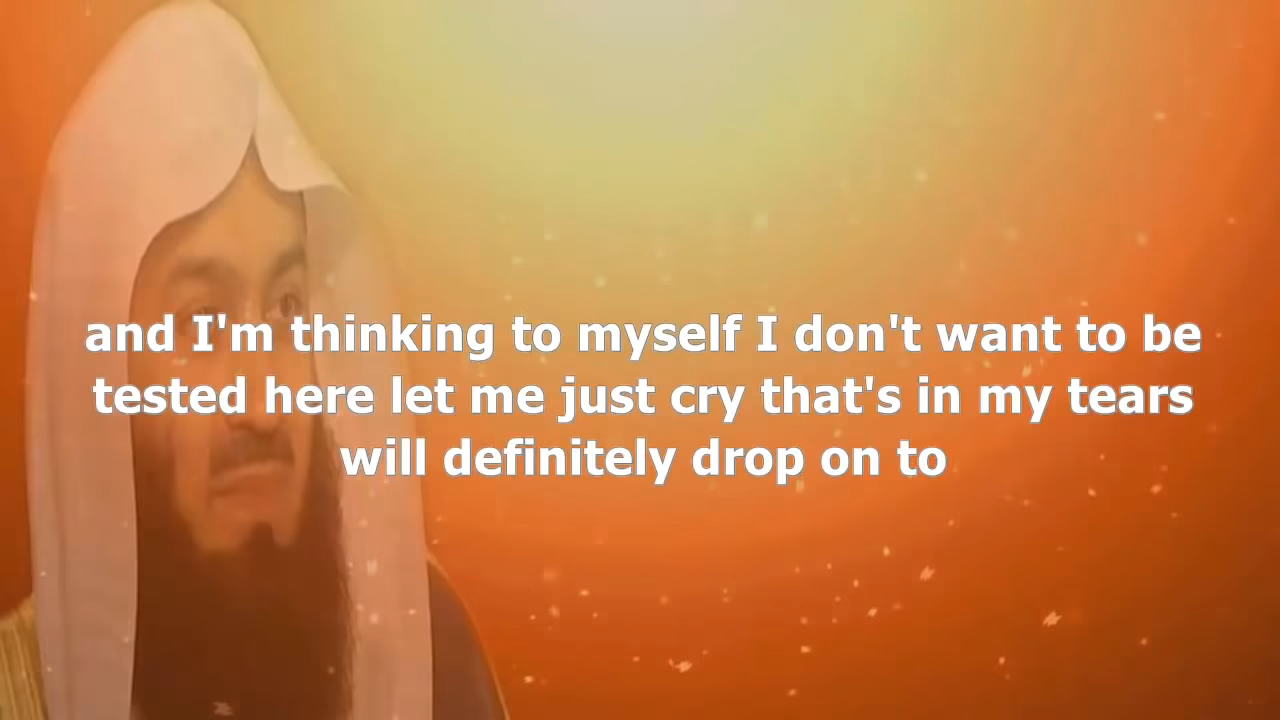 and I'm thinking to myself I don't want to be
tested here let me just cry that's in my tears
will definitely drop on to